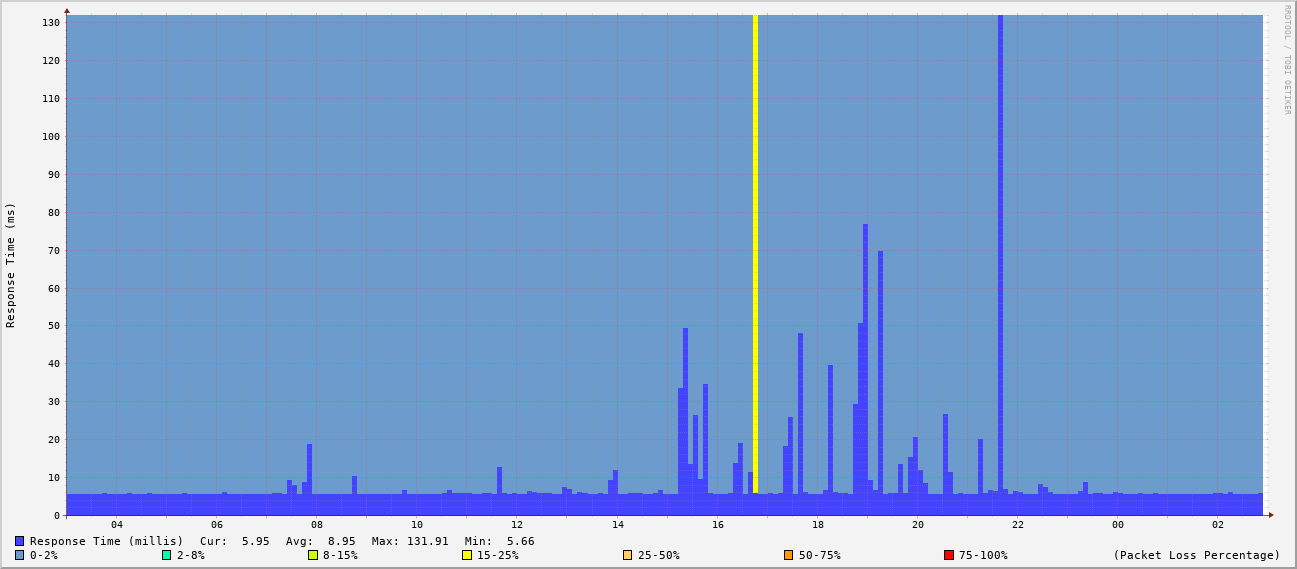 RRDTOOL / TOBI OETIKER
Response Time (ms)
130
120
110
100
90
80
70
60
50
40
30
20
10
0
04 06 08 10 12 14 16 18 20 22 00 02
Response Time (millis) Cur: 5.95 Avg: 8.95 Max: 131.91 Min: 5.66
0-2% 2-8% 8-15% 15-25% 25-50% 50-75% 75-100% (Packet Loss Percentage)